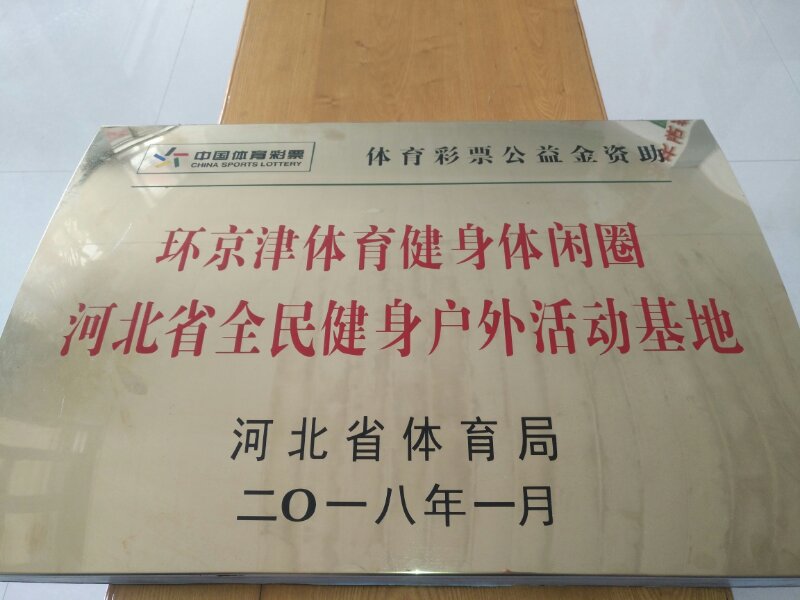 中国体育彩票 体育彩票公益金资助
CHINA SPORTS LOTTERY
环京津体育健身休闲圈
河北省全民健身户外活动基地
河北省体育局
二〇一八年一月